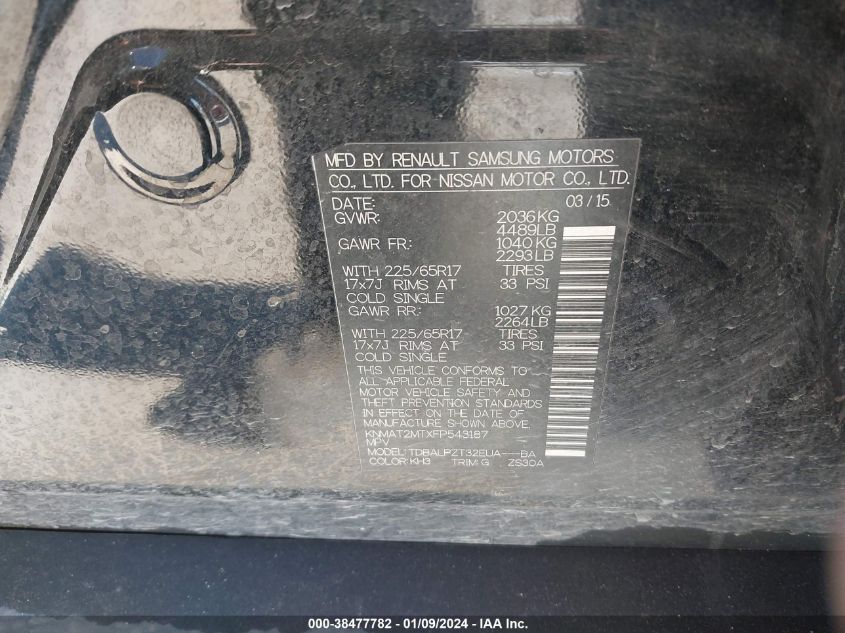 MFD BY RENAULT SAMSUNG MOTORS
CO., LTD. FOR NISSAN MOTOR CO., LTD.
DATE: 03/15
GVWR: 2036KG
4489LB
GAWR FR: 1040KG
2293LB
WITH 225/65R17 TIRES
17x7J RIMS AT 33 PSI
COLD SINGLE
GAWR RR: 1027 KG
2264LB
WITH 225/65R17 TIRES
17x7J RIMS AT 33 PSI
COLD SINGLE
THIS VEHICLE CONFORMS TO
ALL APPLICABLE FEDERAL
MOTOR VEHICLE SAFETY AND
THEFT PREVENTION STANDARDS
IN EFFECT ON THE DATE OF
MANUFACTURE SHOWN ABOVE.
KNMAT2MTXFP543187
MPV
MODEL: TDBALPZT32EUA---BA
COLOR:KH3 TRIM:G ZS30A
000-38477782 - 01/09/2024 - IAA Inc.